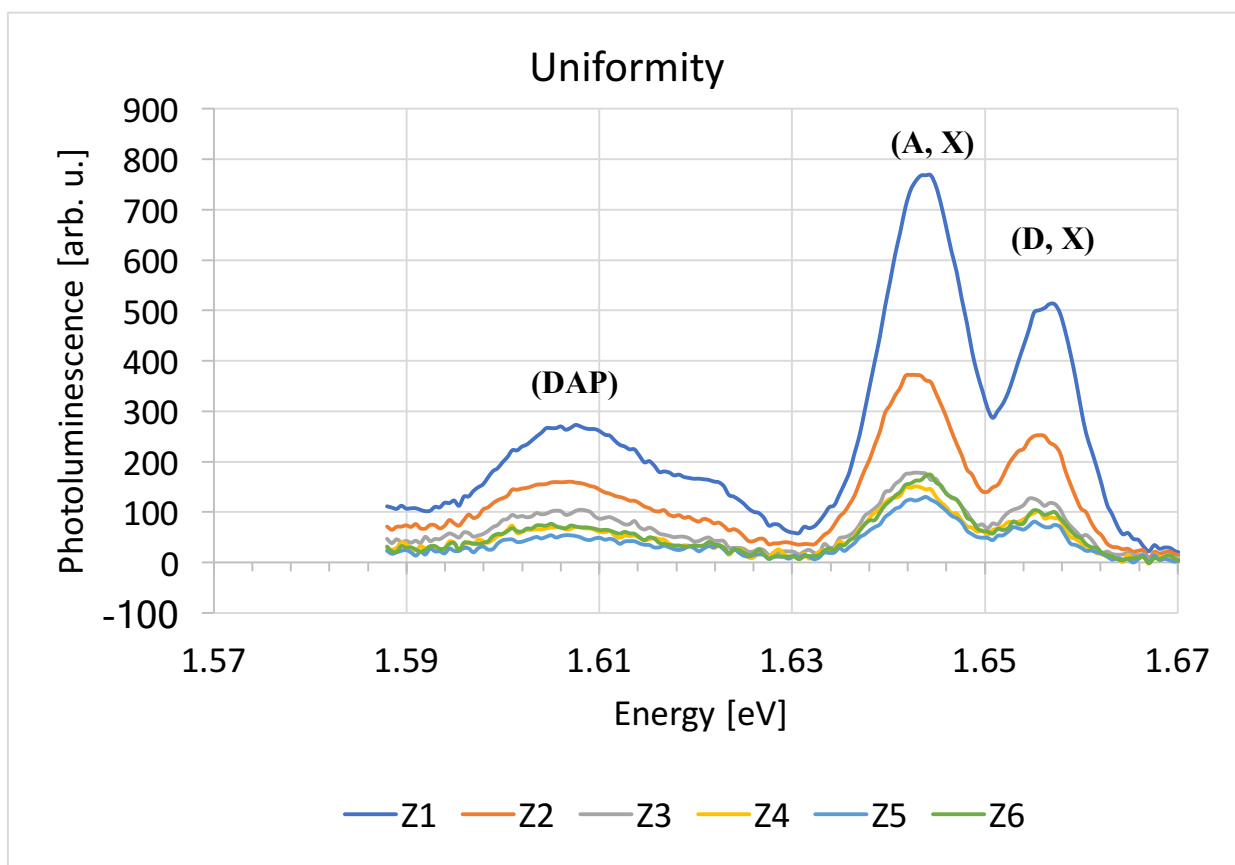 Uniformity
Photoluminescence [arb. u.]
900
800
700
600
500
400
300
200
100
0
-100
(A, X)
(D, X)
(DAP)
1.57 1.59 1.61 1.63 1.65 1.67
Energy [eV]
Z1 Z2 Z3 Z4 Z5 Z6